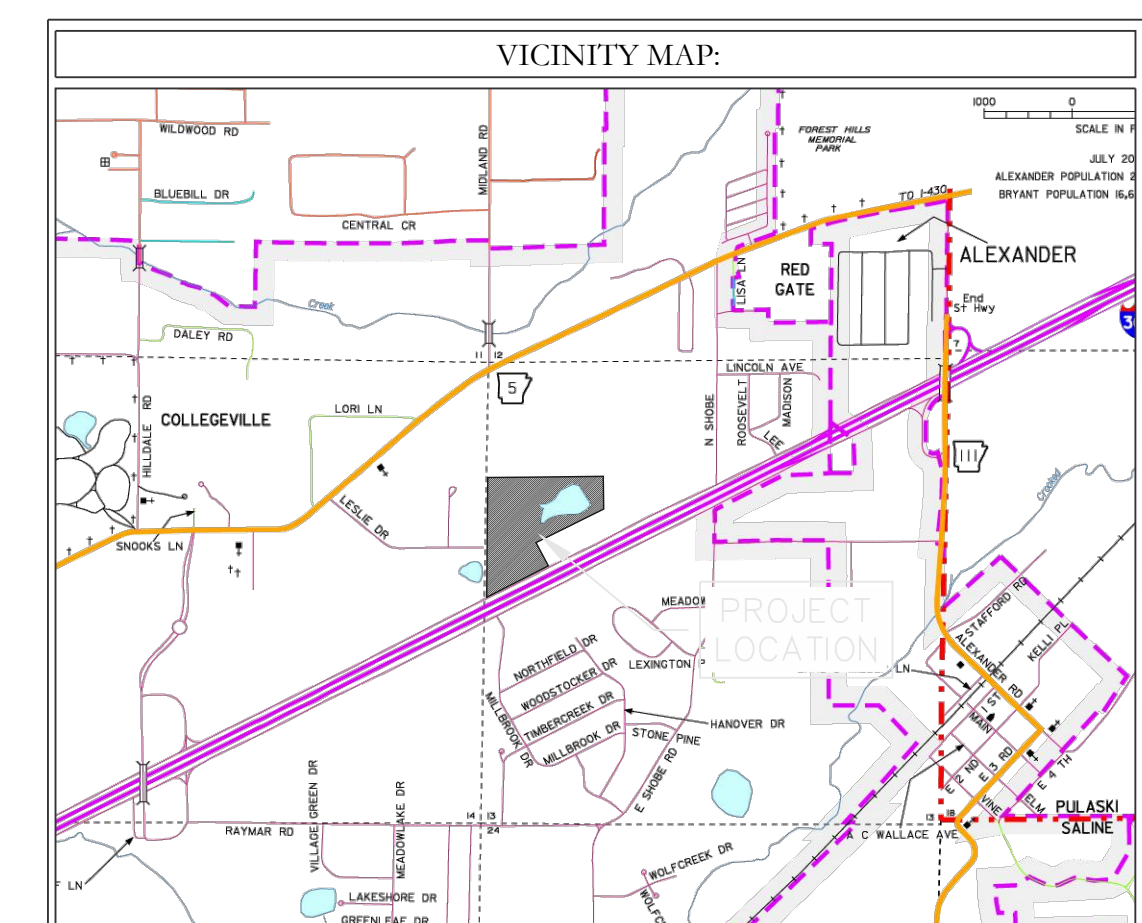 VICINITY MAP:
WILDWOOD RD
BLUEBILL DR
CENTRAL CR
MIDLAND RD
FOREST HILLS
MEMORIAL
PARK
1000
0
SCALE IN F
JULY 20
ALEXANDER POPULATION 2
BRYANT POPULATION 16,6
TO I-430
ALEXANDER
RED
GATE
LISA LN
End
St Hwy
Creek
DALEY RD
11
12
7
5
LINCOLN AVE
COLLEGEVILLE
HILLDALE RD
LORI LN
N SHOBE
ROOSEVELT
MADISON
LEE
111
Crooked
LESLIE DR
SNOOKS LN
PROJECT
LOCATION
MEADOW
LEXINGTON
STAFFORD RD
KELLI PL
ALEXANDER RD
LN
NORTHFIELD DR
WOODSTOCKER DR
TIMBERCREEK DR
MILLBROOK DR
MILLBROOK DR
HANOVER DR
STONE PINE
E SHOBE RD
1 ST
MAIN
E 2 ND
E 3 RD
E 4 TH
VINE
ELM
PULASKI
SALINE
A C WALLACE AVE
14
13
24
13
18
RAYMAR RD
VILLAGE GREEN DR
MEADOWLAKE DR
F LN
LAKESHORE DR
GREENLEAF DR
WOLFCREEK DR
WOLFC